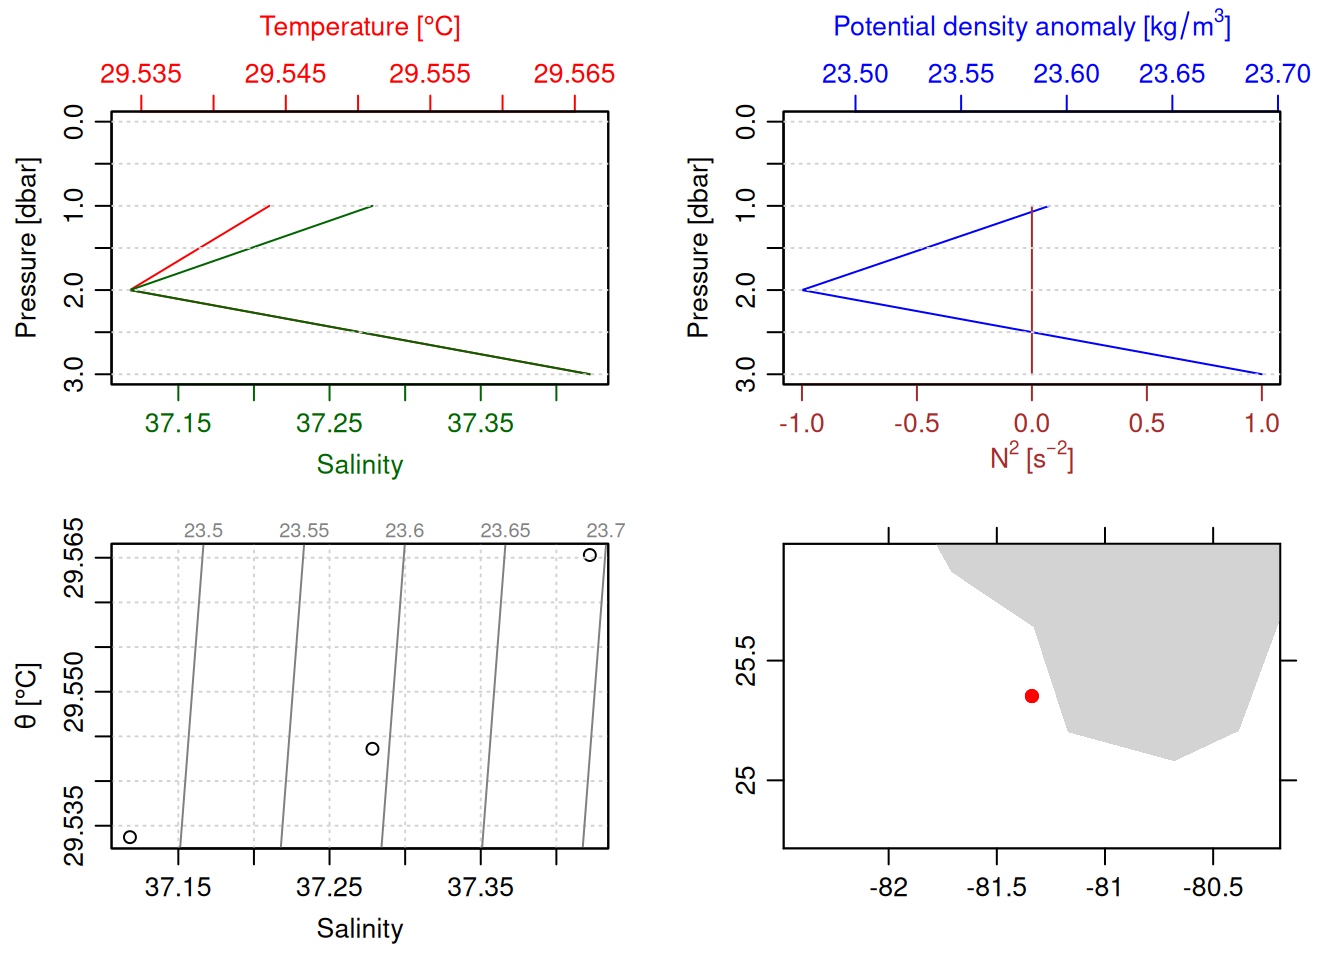 Temperature [°C]
29.535 29.545 29.555 29.565
Pressure [dbar]
0.0 1.0 2.0 3.0
37.15 37.25 37.35
Salinity
Potential density anomaly [kg/m³]
23.50 23.55 23.60 23.65 23.70
Pressure [dbar]
0.0 1.0 2.0 3.0
-1.0 -0.5 0.0 0.5 1.0
N² [s⁻²]
23.5 23.55 23.6 23.65 23.7
θ [°C]
29.535 29.550 29.565
37.15 37.25 37.35
Salinity
25.5
25
-82 -81.5 -81 -80.5